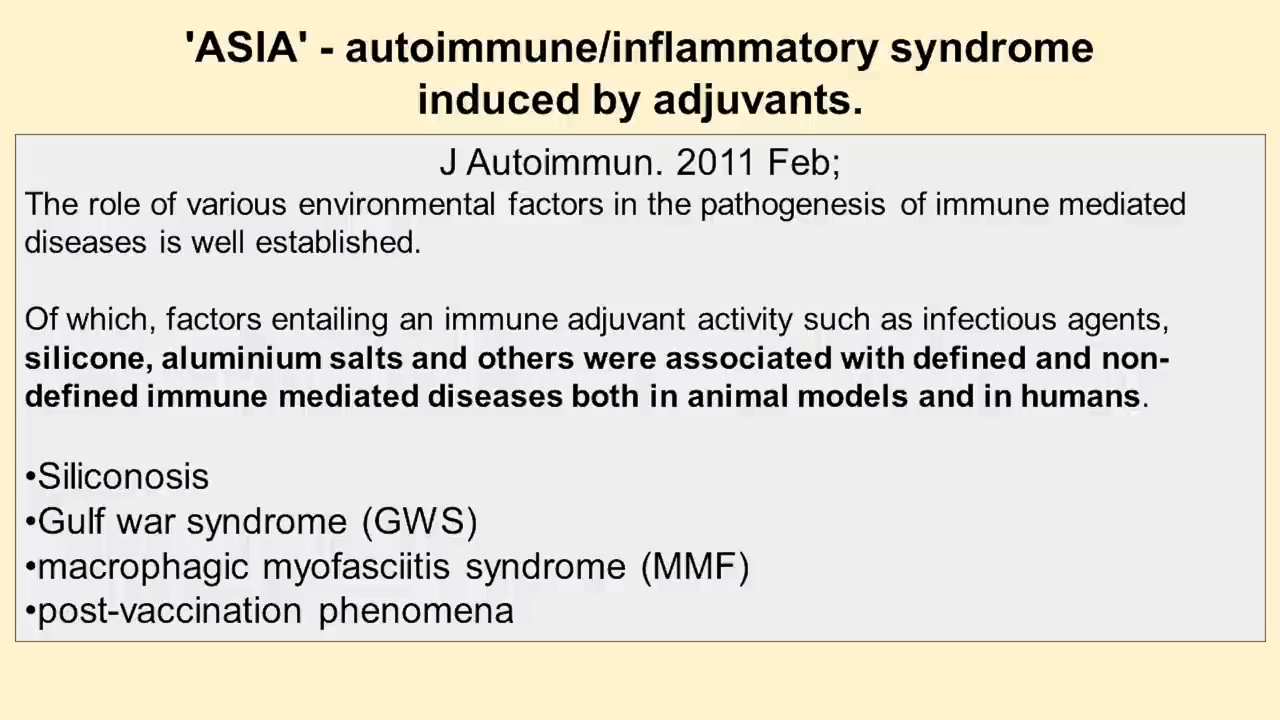 'ASIA' - autoimmune/inflammatory syndrome
induced by adjuvants.
J Autoimmun. 2011 Feb;
The role of various environmental factors in the pathogenesis of immune mediated
diseases is well established.
Of which, factors entailing an immune adjuvant activity such as infectious agents,
silicone, aluminium salts and others were associated with defined and non-
defined immune mediated diseases both in animal models and in humans.
•Siliconosis
•Gulf war syndrome (GWS)
•macrophagic myofasciitis syndrome (MMF)
•post-vaccination phenomena